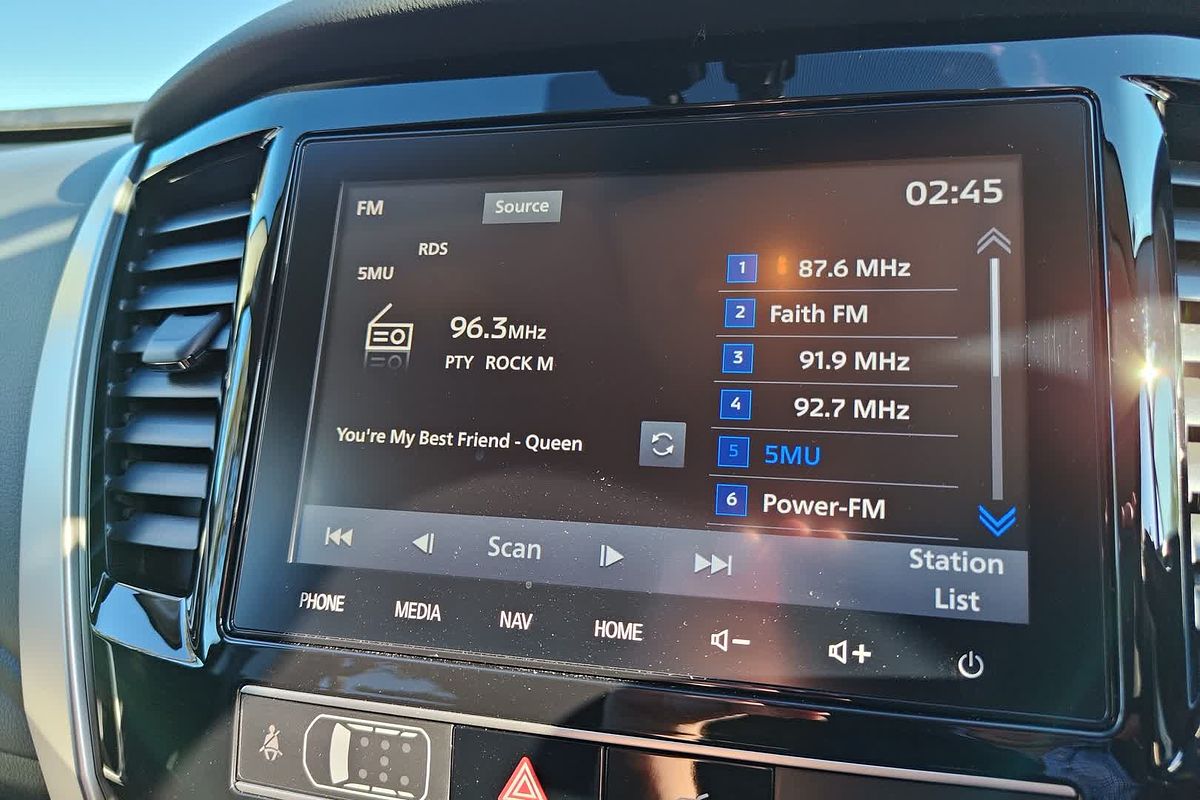 FM
Source
02:45
RDS
5MU
96.3MHz
PTY ROCK M
You're My Best Friend - Queen
1 87.6 MHz
2 Faith FM
3 91.9 MHz
4 92.7 MHz
5 5MU
6 Power-FM
Scan
Station
List
PHONE
MEDIA
NAV
HOME